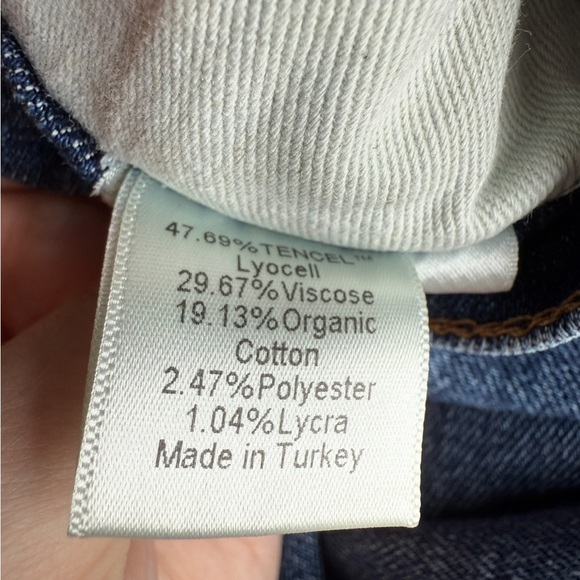 47.69%TENCEL™
Lyocell
29.67%Viscose
19.13%Organic
Cotton
2.47%Polyester
1.04%Lycra
Made in Turkey